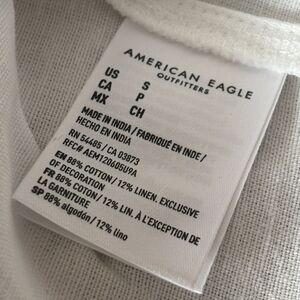 AMERICAN EAGLE
OUTFITTERS
US S
CA P
MX CH
MADE IN INDIA / FABRIQUÉ EN INDE /
HECHO EN INDIA
RN 54485 / CA 03873
RFC# AEM120605U9A
EN 88% COTTON / 12% LINEN. EXCLUSIVE
OF DECORATION
FR 88% COTON / 12% LIN. À L'EXCEPTION DE
LA GARNITURE
SP 88% algodón / 12% lino